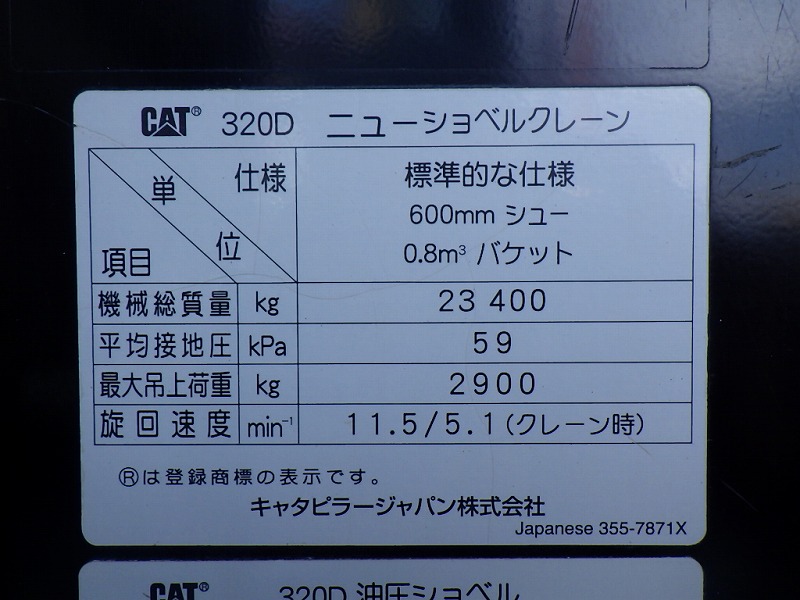 CAT® 320D ニューショベルクレーン
単位 仕様 標準的な仕様
600mm シュー
項目 0.8m³ バケット
機械総質量 kg 23 400
平均接地圧 kPa 59
最大吊上荷重 kg 2900
旋回速度 min⁻¹ 11.5/5.1(クレーン時)
Ⓡは登録商標の表示です。
キャタピラージャパン株式会社
Japanese 355-7871X
CAT® 320D 油圧ショベル